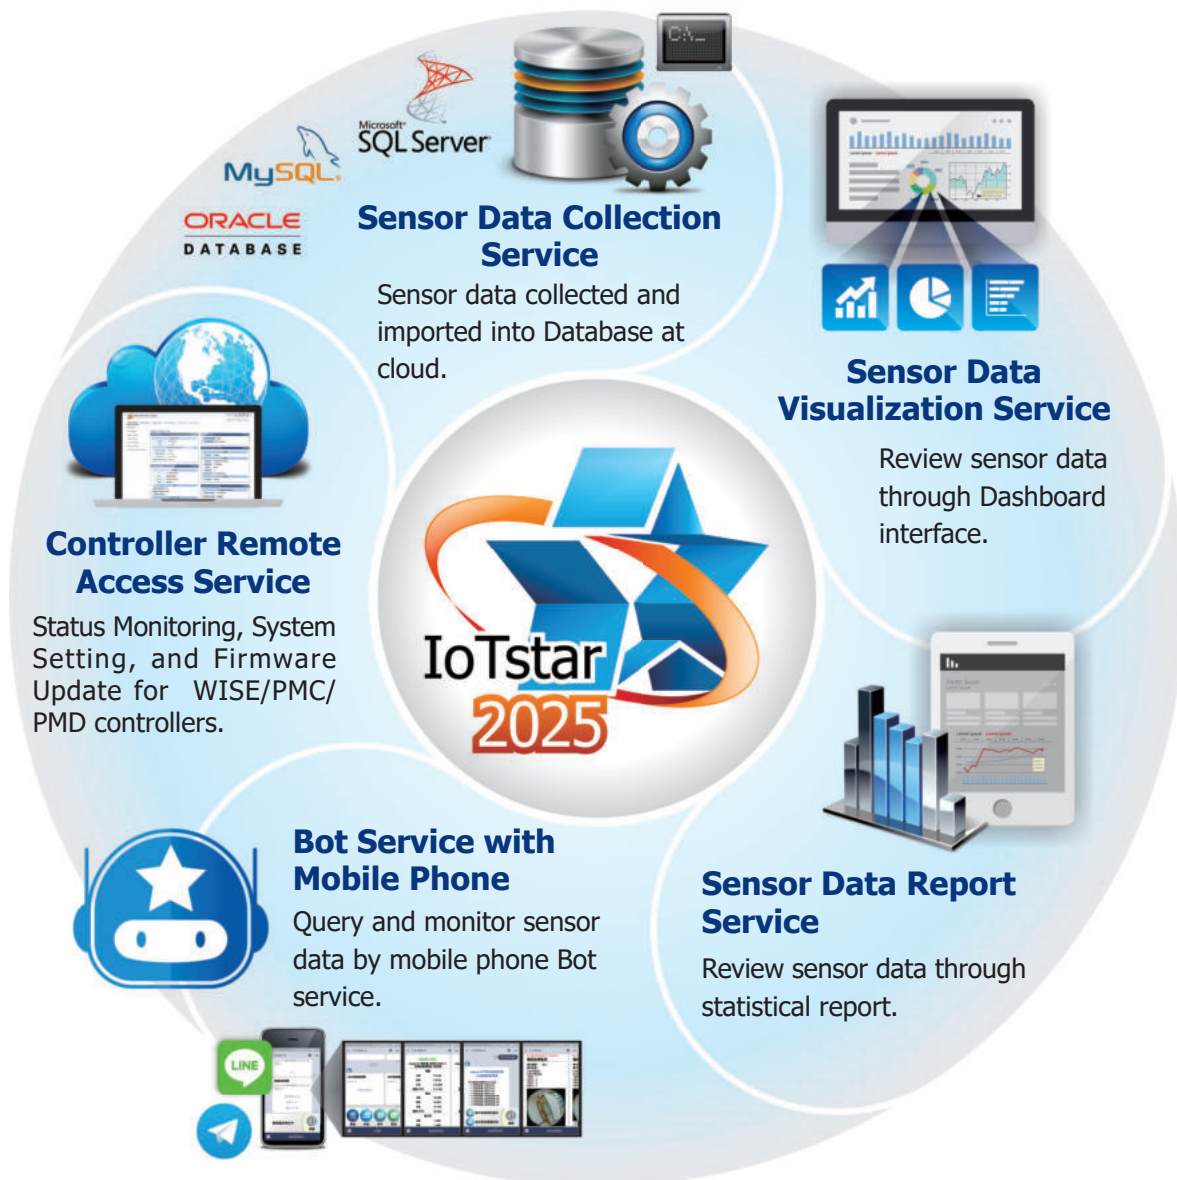 C:\_
Microsoft®
SQL Server®
MySQL®
ORACLE
DATABASE
Sensor Data Collection
Service
Sensor data collected and
imported into Database at
cloud.
Sensor Data
Visualization Service
Review sensor data
through Dashboard
interface.
Controller Remote
Access Service
Status Monitoring, System
Setting, and Firmware
Update for WISE/PMC/
PMD controllers.
IoTstar
2025
Sensor Data Report
Service
Review sensor data through
statistical report.
Bot Service with
Mobile Phone
Query and monitor sensor
data by mobile phone Bot
service.
LINE